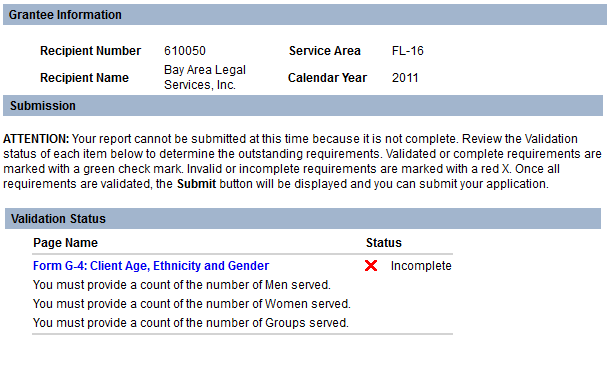 Grantee Information
Recipient Number 610050 Service Area FL-16
Recipient Name Bay Area Legal Services, Inc. Calendar Year 2011
Submission
ATTENTION: Your report cannot be submitted at this time because it is not complete. Review the Validation
status of each item below to determine the outstanding requirements. Validated or complete requirements are
marked with a green check mark. Invalid or incomplete requirements are marked with a red X. Once all
requirements are validated, the Submit button will be displayed and you can submit your application.
Validation Status
Page Name Status
Form G-4: Client Age, Ethnicity and Gender Incomplete
You must provide a count of the number of Men served.
You must provide a count of the number of Women served.
You must provide a count of the number of Groups served.